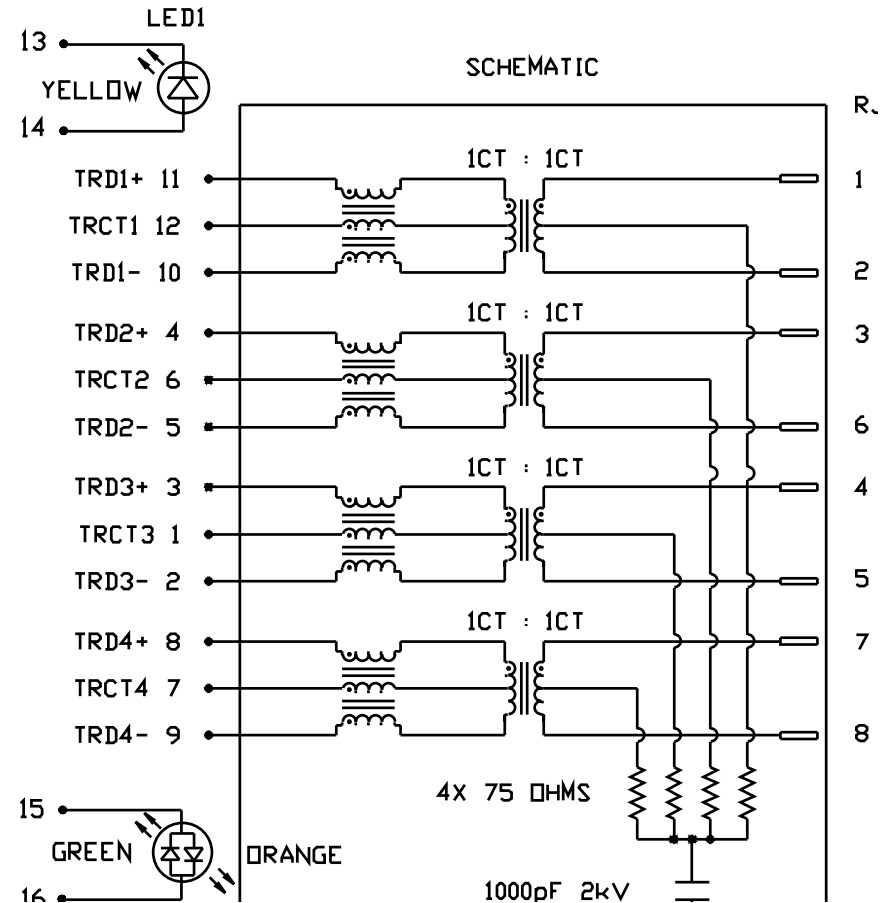 LED1
13
SCHEMATIC
YELLOW
RJ
14
1CT : 1CT
TRD1+ 11
1
TRCT1 12
TRD1- 10
2
1CT : 1CT
TRD2+ 4
3
TRCT2 6
TRD2- 5
6
1CT : 1CT
TRD3+ 3
4
TRCT3 1
TRD3- 2
5
1CT : 1CT
TRD4+ 8
7
TRCT4 7
TRD4- 9
8
4X 75 OHMS
15
GREEN
ORANGE
1000pF 2kV
16